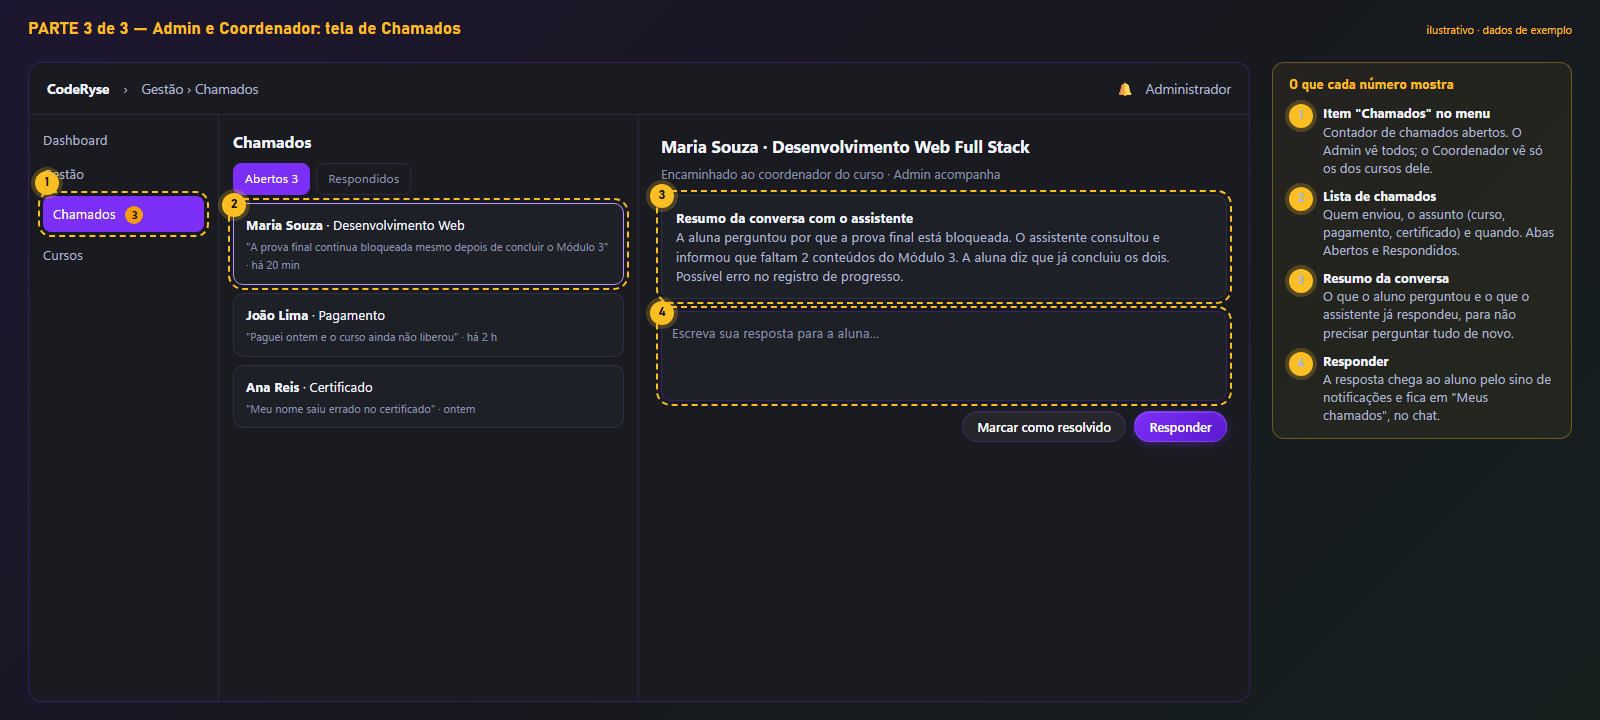 PARTE 3 de 3 — Admin e Coordenador: tela de Chamados
ilustrativo · dados de exemplo
CodeRyse › Gestão › Chamados
Administrador
Dashboard
Gestão
1
Chamados 3
Cursos
Chamados
Abertos 3
Respondidos
2
Maria Souza · Desenvolvimento Web
"A prova final continua bloqueada mesmo depois de concluir o Módulo 3"
· há 20 min
João Lima · Pagamento
"Paguei ontem e o curso ainda não liberou" · há 2 h
Ana Reis · Certificado
"Meu nome saiu errado no certificado" · ontem
Maria Souza · Desenvolvimento Web Full Stack
Encaminhado ao coordenador do curso · Admin acompanha
3
Resumo da conversa com o assistente
A aluna perguntou por que a prova final está bloqueada. O assistente consultou e
informou que faltam 2 conteúdos do Módulo 3. A aluna diz que já concluiu os dois.
Possível erro no registro de progresso.
4
Escreva sua resposta para a aluna...
Marcar como resolvido
Responder
O que cada número mostra
1
Item "Chamados" no menu
Contador de chamados abertos. O
Admin vê todos; o Coordenador vê só
os dos cursos dele.
2
Lista de chamados
Quem enviou, o assunto (curso,
pagamento, certificado) e quando. Abas
Abertos e Respondidos.
3
Resumo da conversa
O que o aluno perguntou e o que o
assistente já respondeu, para não
precisar perguntar tudo de novo.
4
Responder
A resposta chega ao aluno pelo sino de
notificações e fica em "Meus
chamados", no chat.